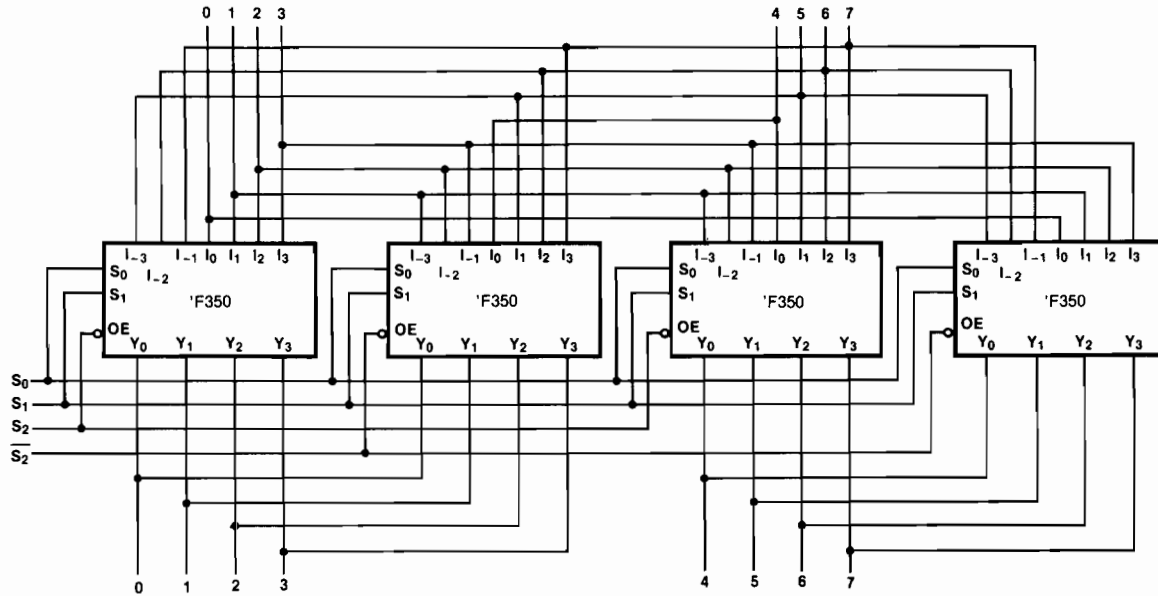 0 1 2 3 4 5 6 7
I₋₃ I₋₁ I₀ I₁ I₂ I₃ I₋₃ I₋₁ I₀ I₁ I₂ I₃ I₋₃ I₋₁ I₀ I₁ I₂ I₃ I₋₃ I₋₁ I₀ I₁ I₂ I₃
S₀ I₋₂ S₀ I₋₂ S₀ I₋₂ S₀ I₋₂
S₁ 'F350 S₁ 'F350 S₁ 'F350 S₁ 'F350
OE OE OE OE
Y₀ Y₁ Y₂ Y₃ Y₀ Y₁ Y₂ Y₃ Y₀ Y₁ Y₂ Y₃ Y₀ Y₁ Y₂ Y₃
S₀
S₁
S₂
S̅₂
0 1 2 3 4 5 6 7